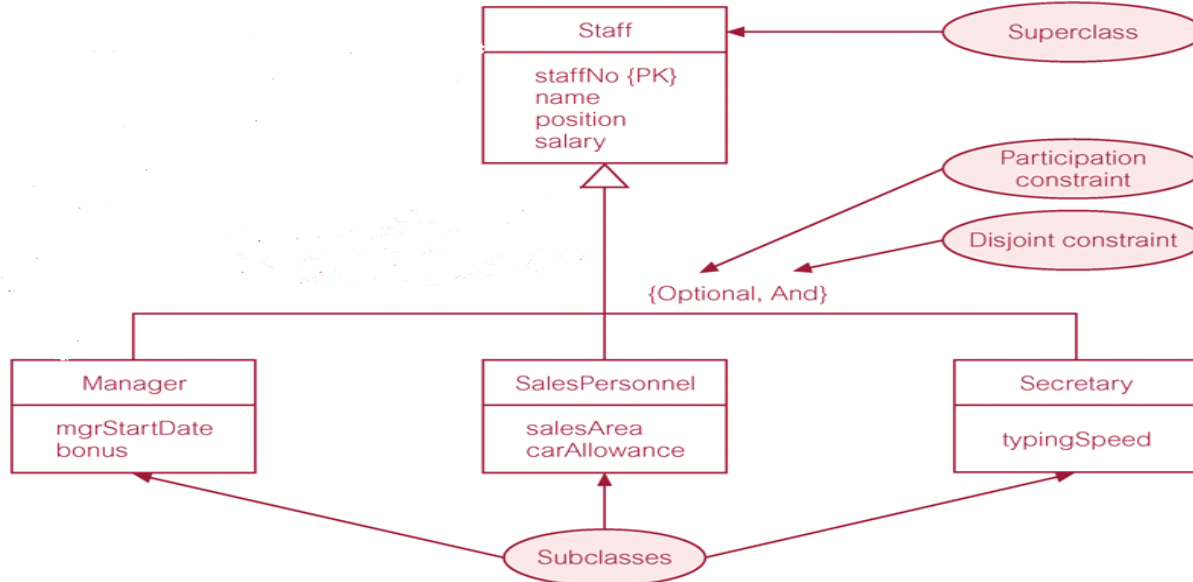 Staff
Superclass
staffNo {PK}
name
position
salary
Participation
constraint
Disjoint constraint
{Optional, And}
Manager
mgrStartDate
bonus
SalesPersonnel
salesArea
carAllowance
Secretary
typingSpeed
Subclasses